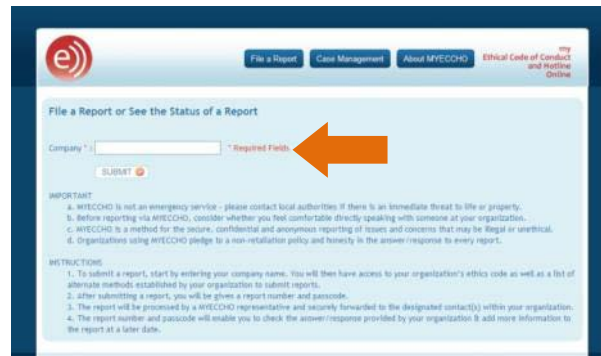 e)
File a Report
Case Management
About MYECCHO
my
Ethical Code of Conduct
and Hotline
Online
File a Report or See the Status of a Report
Company * :
* Required Fields
SUBMIT
IMPORTANT
a. MYECCHO is not an emergency service - please contact local authorities if there is an immediate threat to life or property.
b. Before reporting via MYECCHO, consider whether you feel comfortable directly speaking with someone at your organization.
c. MYECCHO is a method for the secure, confidential and anonymous reporting of issues and concerns that may be illegal or unethical.
d. Organizations using MYECCHO pledge to a non-retaliation policy and honesty in the answer/response to every report.
INSTRUCTIONS
1. To submit a report, start by entering your company name. You will then have access to your organization's ethics code as well as a list of
alternate methods established by your organization to submit reports.
2. After submitting a report, you will be given a report number and passcode.
3. The report will be processed by a MYECCHO representative and securely forwarded to the designated contact(s) within your organization.
4. The report number and passcode will enable you to check the answer/response provided by your organization & add more information to
the report at a later date.